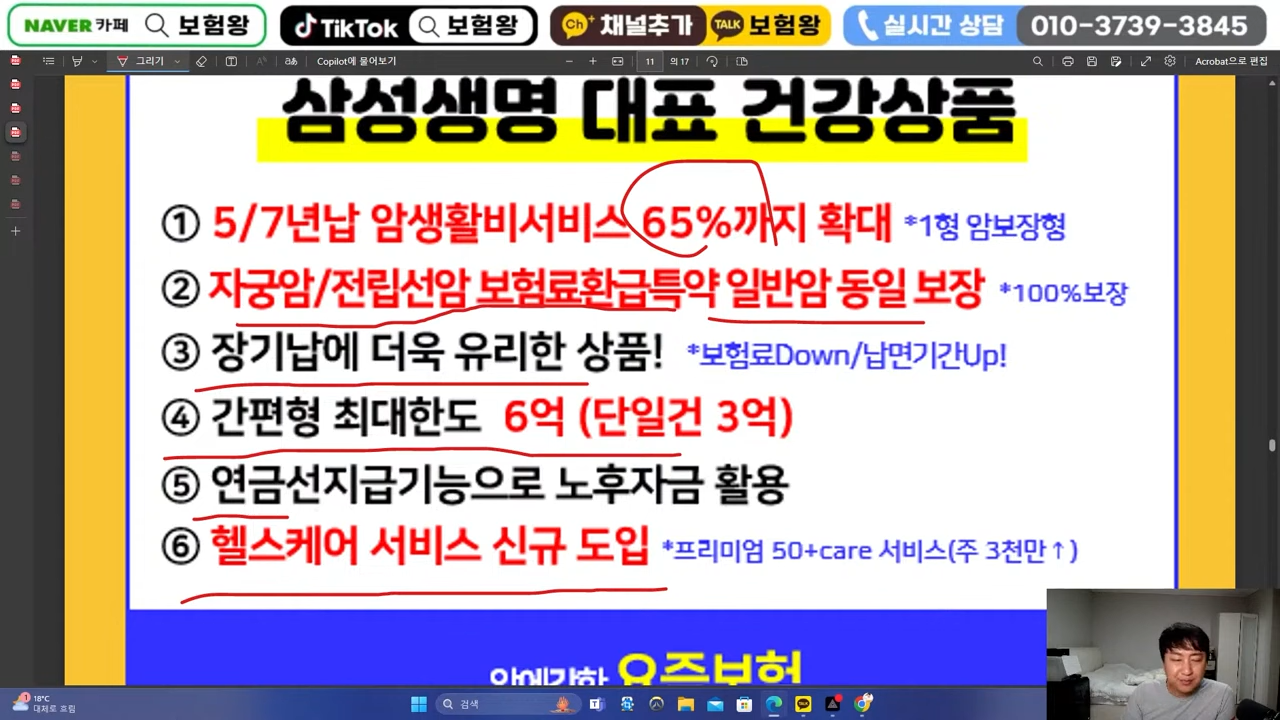 NAVER 카페 보험왕 TikTok 보험왕 Ch+ 채널추가 TALK 보험왕 실시간 상담 010-3739-3845
그리기 가あ Copilot에 물어보기 11 의 17 Acrobat으로 편집
삼성생명 대표 건강상품
① 5/7년납 암생활비서비스 65%까지 확대 *1형 암보장형
② 자궁암/전립선암 보험료환급특약 일반암 동일 보장 *100%보장
③ 장기납에 더욱 유리한 상품! *보험료Down/납면기간Up!
④ 간편형 최대한도 6억 (단일건 3억)
⑤ 연금선지급기능으로 노후자금 활용
⑥ 헬스케어 서비스 신규 도입 *프리미엄 50+care 서비스(주 3천만↑)
요즈보험
1 18°C
대체로 흐림
검색